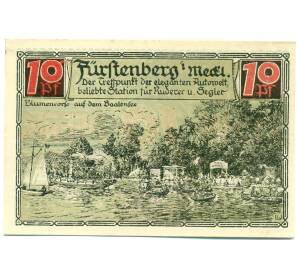 10 Pf Fürstenberg i. Meckl. 10 Pf
Der Treffpunkt der eleganten Autowelt,
beliebte Station für Ruderer u. Segler
Blumencorso auf dem Baalensee